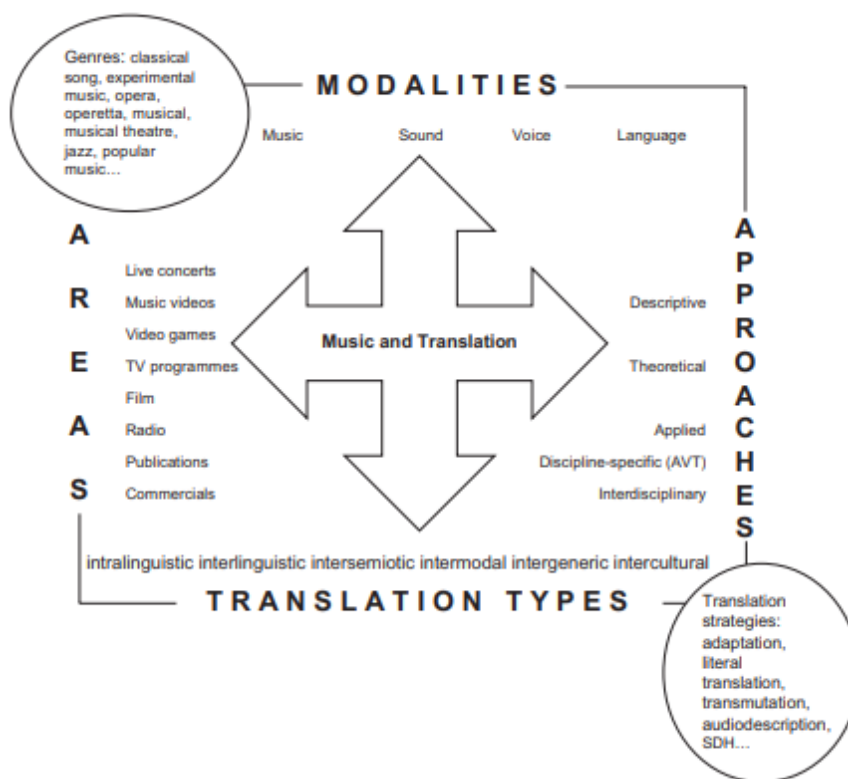 Genres: classical
song, experimental
music, opera,
operetta, musical,
musical theatre,
jazz, popular
music...
MODALITIES
Music Sound Voice Language
AREAS
Live concerts
Music videos
Video games
TV programmes
Film
Radio
Publications
Commercials
Music and Translation
APPROACHES
Descriptive
Theoretical
Applied
Discipline-specific (AVT)
Interdisciplinary
intralinguistic interlinguistic intersemiotic intermodal intergeneric intercultural
TRANSLATION TYPES
Translation
strategies:
adaptation,
literal
translation,
transmutation,
audiodescription,
SDH...